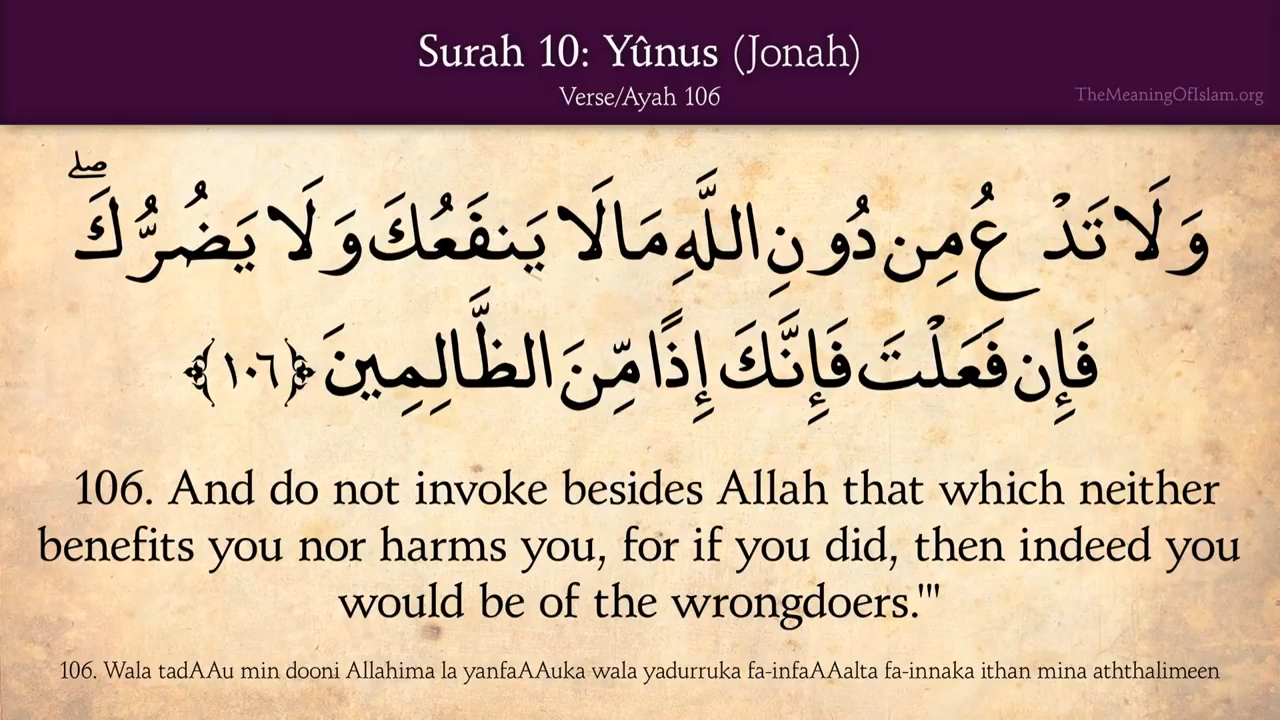 Surah 10: Yûnus (Jonah)
Verse/Ayah 106
TheMeaningOfIslam.org
وَلَا تَدْعُ مِن دُونِ اللَّهِ مَا لَا يَنفَعُكَ وَلَا يَضُرُّكَ ۖ
فَإِن فَعَلْتَ فَإِنَّكَ إِذًا مِّنَ الظَّالِمِينَ ﴿١٠٦﴾
106. And do not invoke besides Allah that which neither
benefits you nor harms you, for if you did, then indeed you
would be of the wrongdoers.'"
106. Wala tadAAu min dooni Allahima la yanfaAAuka wala yadurruka fa-infaAAalta fa-innaka ithan mina aththalimeen